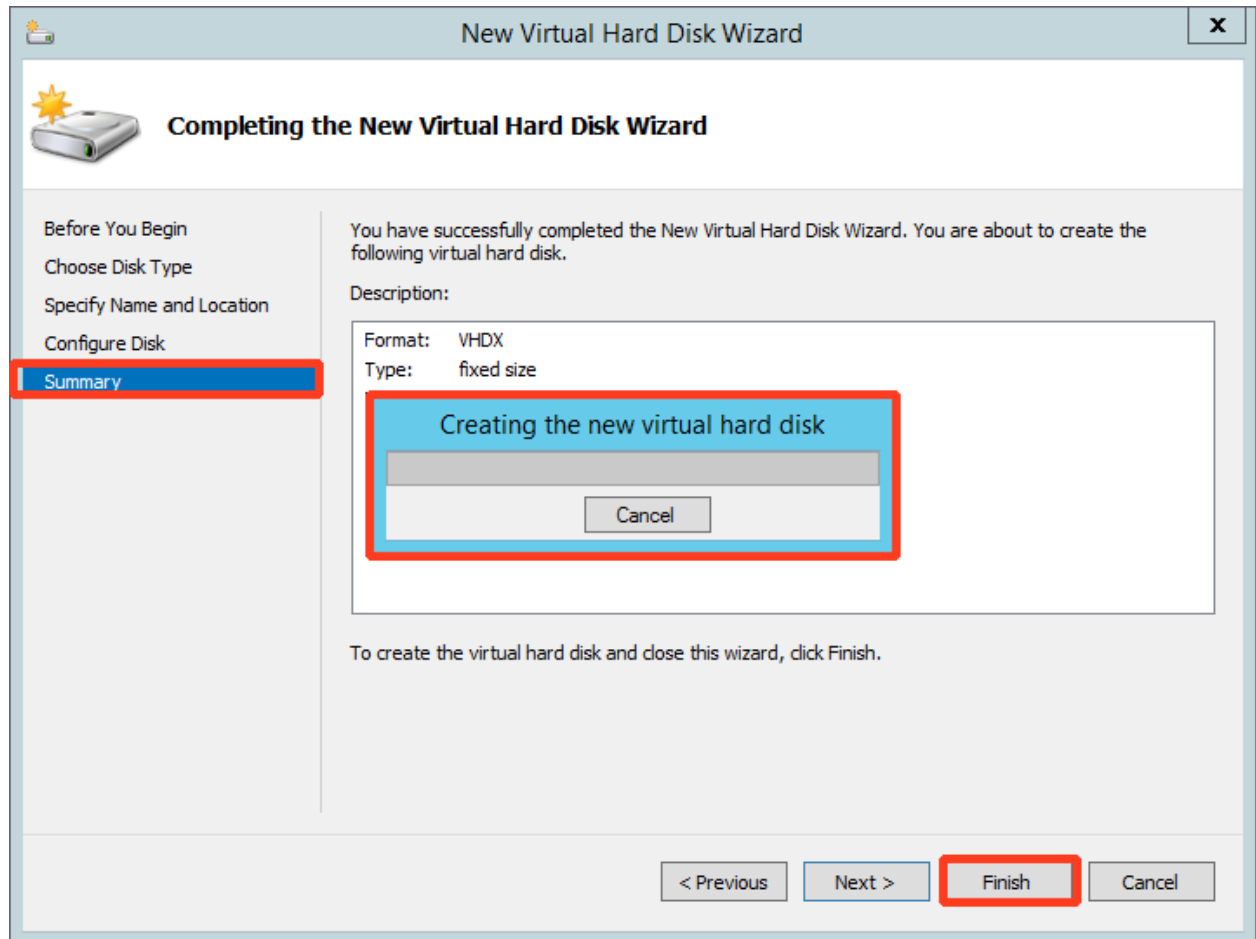 New Virtual Hard Disk Wizard
x
Completing the New Virtual Hard Disk Wizard
Before You Begin
Choose Disk Type
Specify Name and Location
Configure Disk
Summary
You have successfully completed the New Virtual Hard Disk Wizard. You are about to create the
following virtual hard disk.
Description:
Format: VHDX
Type: fixed size
Creating the new virtual hard disk
Cancel
To create the virtual hard disk and close this wizard, click Finish.
< Previous
Next >
Finish
Cancel